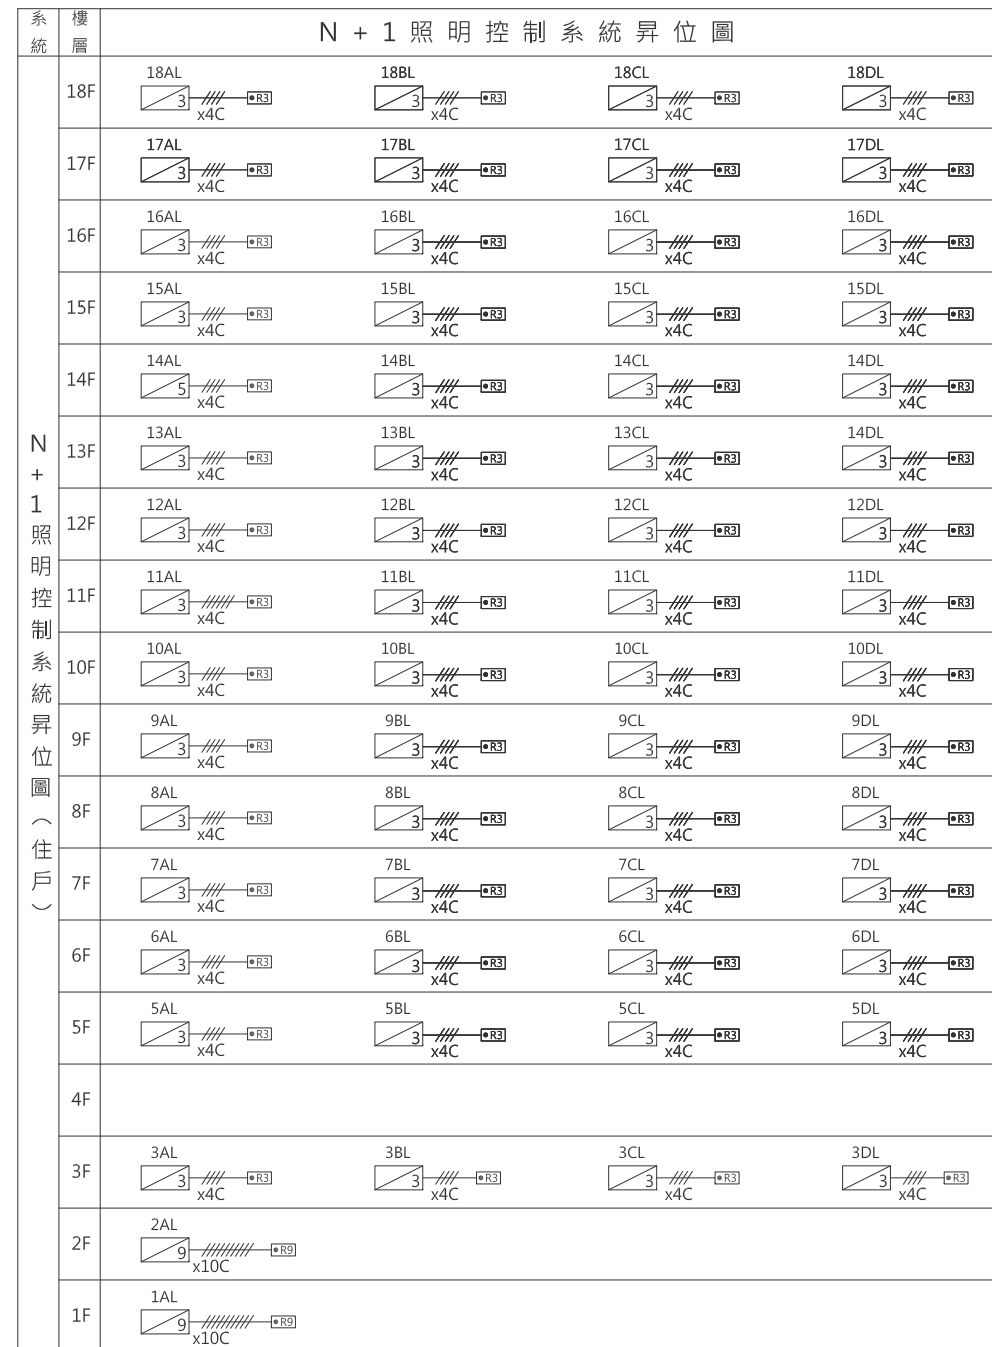 系統 樓層 N+1照明控制系統昇位圖
N+1照明控制系統昇位圖(住戶)
18F
18AL 18BL 18CL 18DL
3 R3 3 R3 3 R3 3 R3
x4C x4C x4C x4C
17F
17AL 17BL 17CL 17DL
3 R3 3 R3 3 R3 3 R3
x4C x4C x4C x4C
16F
16AL 16BL 16CL 16DL
3 R3 3 R3 3 R3 3 R3
x4C x4C x4C x4C
15F
15AL 15BL 15CL 15DL
3 R3 3 R3 3 R3 3 R3
x4C x4C x4C x4C
14F
14AL 14BL 14CL 14DL
5 R3 3 R3 3 R3 3 R3
x4C x4C x4C x4C
13F
13AL 13BL 13CL 14DL
3 R3 3 R3 3 R3 3 R3
x4C x4C x4C x4C
12F
12AL 12BL 12CL 12DL
3 R3 3 R3 3 R3 3 R3
x4C x4C x4C x4C
11F
11AL 11BL 11CL 11DL
3 R3 3 R3 3 R3 3 R3
x4C x4C x4C x4C
10F
10AL 10BL 10CL 10DL
3 R3 3 R3 3 R3 3 R3
x4C x4C x4C x4C
9F
9AL 9BL 9CL 9DL
3 R3 3 R3 3 R3 3 R3
x4C x4C x4C x4C
8F
8AL 8BL 8CL 8DL
3 R3 3 R3 3 R3 3 R3
x4C x4C x4C x4C
7F
7AL 7BL 7CL 7DL
3 R3 3 R3 3 R3 3 R3
x4C x4C x4C x4C
6F
6AL 6BL 6CL 6DL
3 R3 3 R3 3 R3 3 R3
x4C x4C x4C x4C
5F
5AL 5BL 5CL 5DL
3 R3 3 R3 3 R3 3 R3
x4C x4C x4C x4C
4F
3F
3AL 3BL 3CL 3DL
3 R3 3 R3 3 R3 3 R3
x4C x4C x4C x4C
2F
2AL
9 R9
x10C
1F
1AL
9 R9
x10C